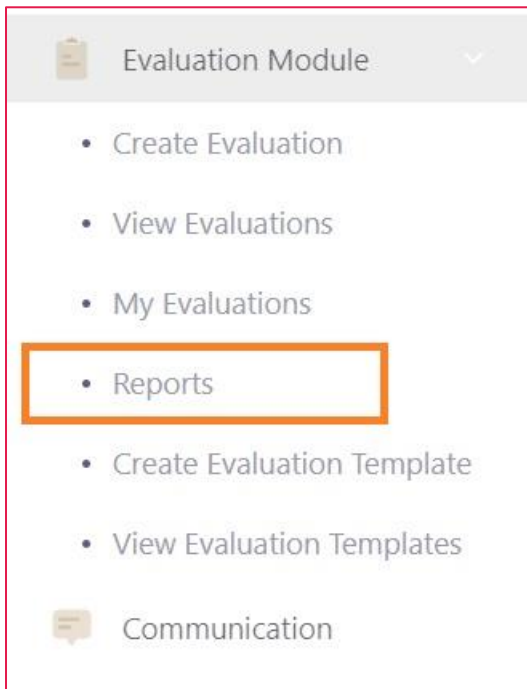 Evaluation Module
• Create Evaluation
• View Evaluations
• My Evaluations
• Reports
• Create Evaluation Template
• View Evaluation Templates
Communication